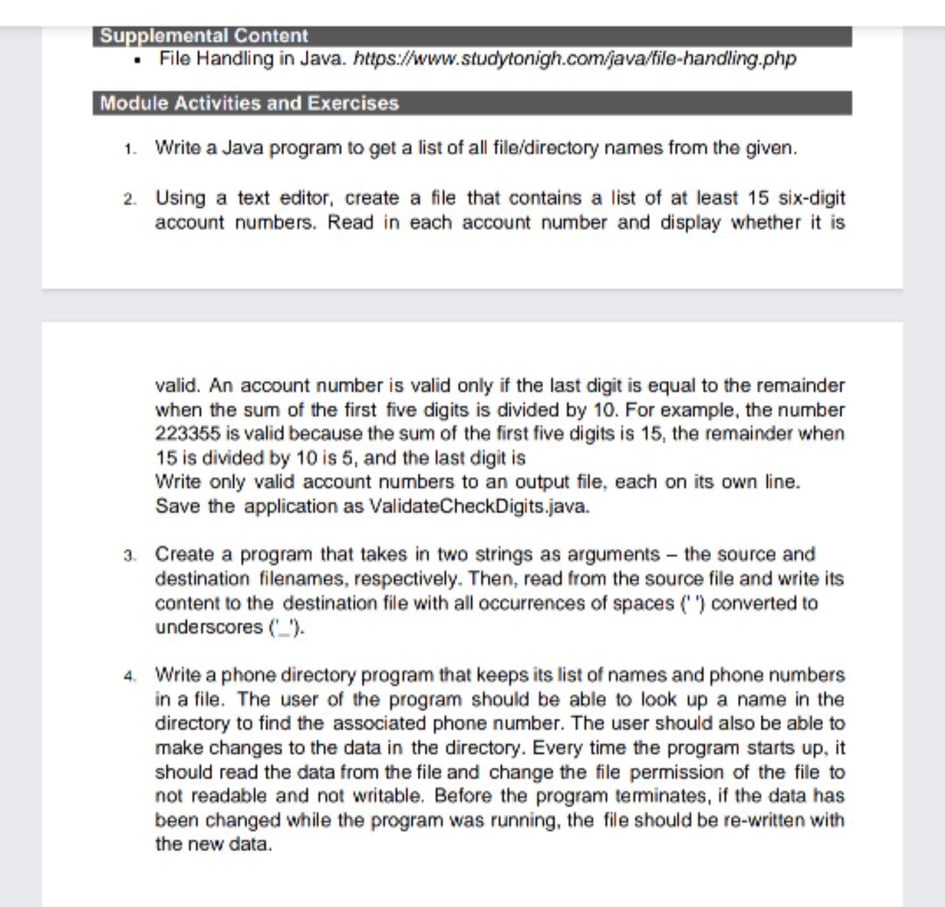 Supplemental Content
• File Handling in Java. https://www.studytonigh.com/java/file-handling.php
Module Activities and Exercises
1. Write a Java program to get a list of all file/directory names from the given.
2. Using a text editor, create a file that contains a list of at least 15 six-digit
account numbers. Read in each account number and display whether it is
valid. An account number is valid only if the last digit is equal to the remainder
when the sum of the first five digits is divided by 10. For example, the number
223355 is valid because the sum of the first five digits is 15, the remainder when
15 is divided by 10 is 5, and the last digit is
Write only valid account numbers to an output file, each on its own line.
Save the application as ValidateCheckDigits.java.
3. Create a program that takes in two strings as arguments – the source and
destination filenames, respectively. Then, read from the source file and write its
content to the destination file with all occurrences of spaces (' ') converted to
underscores ('_').
4. Write a phone directory program that keeps its list of names and phone numbers
in a file. The user of the program should be able to look up a name in the
directory to find the associated phone number. The user should also be able to
make changes to the data in the directory. Every time the program starts up, it
should read the data from the file and change the file permission of the file to
not readable and not writable. Before the program terminates, if the data has
been changed while the program was running, the file should be re-written with
the new data.